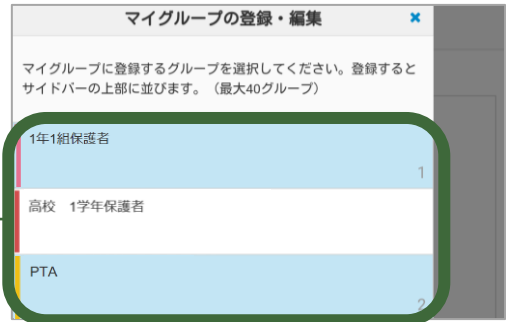 マイグループの登録・編集 ×
マイグループに登録するグループを選択してください。登録すると
サイドバーの上部に並びます。（最大40グループ）
1年1組保護者
1
高校　1学年保護者
PTA
2